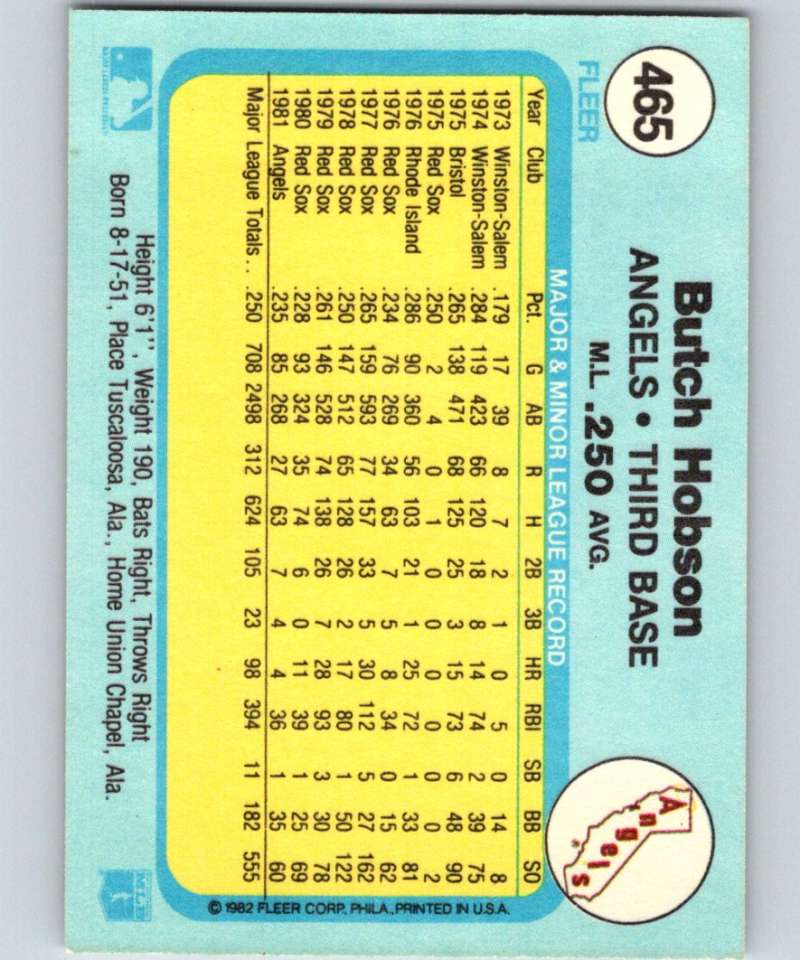 465
FLEER
Butch Hobson
ANGELS • THIRD BASE
M.L. .250 AVG.
Angels
MAJOR & MINOR LEAGUE RECORD
Year Club Pct. G AB R H 2B 3B HR RBI SB BB SO
1973 Winston-Salem .179 17 39 8 7 2 1 0 5 0 14 8
1974 Winston-Salem .284 119 423 66 120 18 8 14 74 2 39 75
1975 Bristol .265 138 471 68 125 25 3 15 73 6 48 90
1975 Red Sox .250 2 4 0 1 0 0 0 0 0 0 2
1976 Rhode Island .286 90 360 56 103 21 1 25 72 1 33 81
1976 Red Sox .234 76 269 34 63 7 5 8 34 0 15 62
1977 Red Sox .265 159 593 77 157 33 5 30 112 5 27 162
1978 Red Sox .250 147 512 65 128 26 2 17 80 1 50 122
1979 Red Sox .261 146 528 74 138 26 7 28 93 3 30 78
1980 Red Sox .228 93 324 35 74 6 0 11 39 1 25 69
1981 Angels .235 85 268 27 63 7 4 4 36 1 35 60
Major League Totals . . .250 708 2498 312 624 105 23 98 394 11 182 555
© 1982 FLEER CORP. PHILA., PRINTED IN U.S.A.
Height 6'1'', Weight 190, Bats Right, Throws Right
Born 8-17-51, Place Tuscaloosa, Ala., Home Union Chapel, Ala.